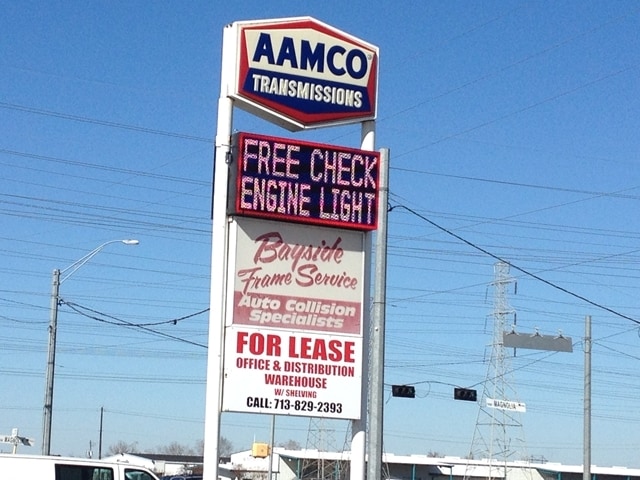 AAMCO
TRANSMISSIONS
FREE CHECK
ENGINE LIGHT
Bayside
Frame Service
Auto Collision
Specialists
FOR LEASE
OFFICE & DISTRIBUTION
WAREHOUSE
W/ SHELVING
CALL: 713-829-2393
MAGNOLIA